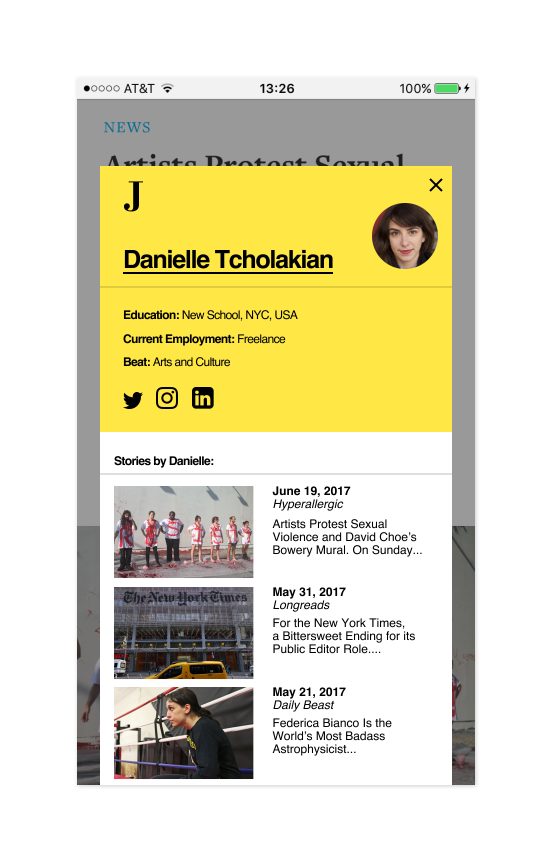 AT&T 13:26 100%
NEWS
Artists Protest Sexual
J
Danielle Tcholakian
Education: New School, NYC, USA
Current Employment: Freelance
Beat: Arts and Culture
in
Stories by Danielle:
June 19, 2017
Hyperallergic
Artists Protest Sexual
Violence and David Choe’s
Bowery Mural. On Sunday...
The New York Times
May 31, 2017
Longreads
For the New York Times,
a Bittersweet Ending for its
Public Editor Role....
May 21, 2017
Daily Beast
Federica Bianco Is the
World’s Most Badass
Astrophysicist...